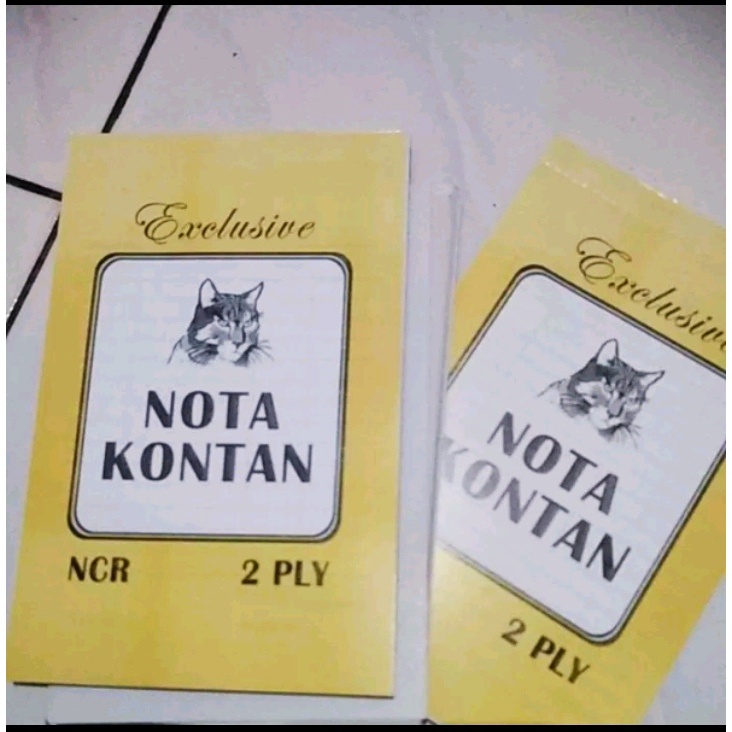 Exclusive
NOTA
KONTAN
NCR
2 PLY
Exclusive
NOTA
KONTAN
2 PLY